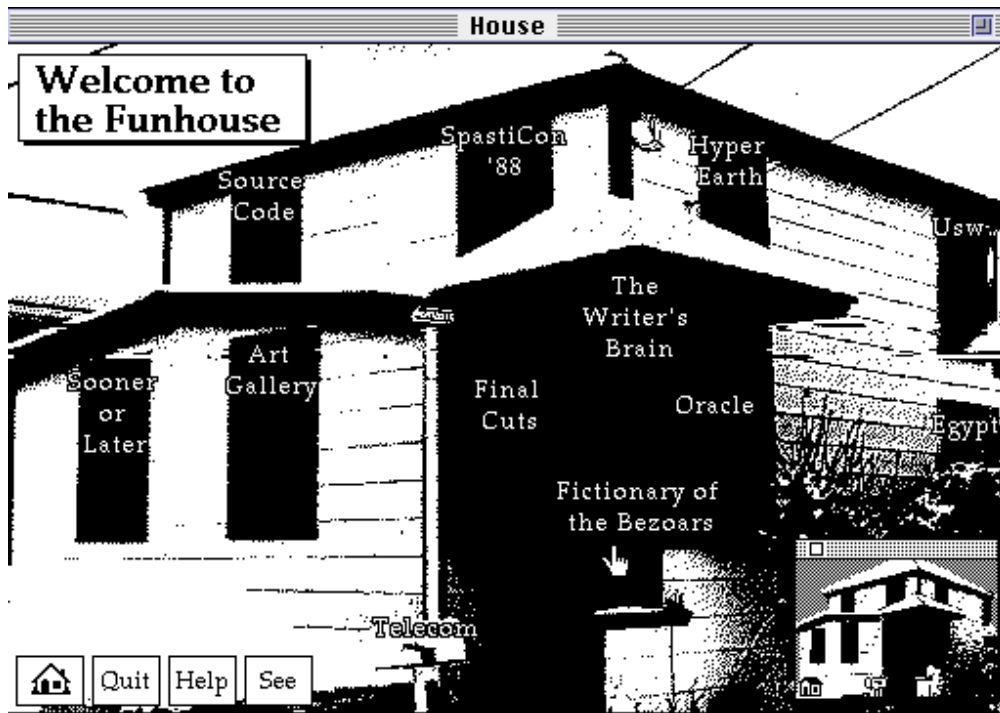 House
Welcome to
the Funhouse
SpastiCon
'88
Hyper
Earth
Source
Code
Usw
The
Writer's
Brain
Art
Gallery
Sooner
or
Later
Final
Cuts
Oracle
Egypt
Fictionary of
the Bezoars
Telecom
Quit
Help
See